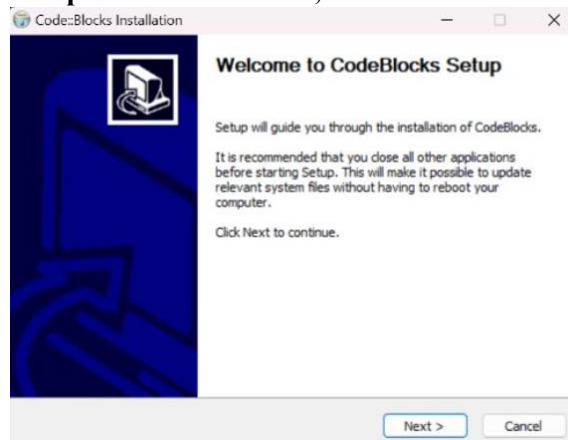 Code::Blocks Installation
Welcome to CodeBlocks Setup
Setup will guide you through the installation of CodeBlocks.
It is recommended that you close all other applications
before starting Setup. This will make it possible to update
relevant system files without having to reboot your
computer.
Click Next to continue.
Next >
Cancel